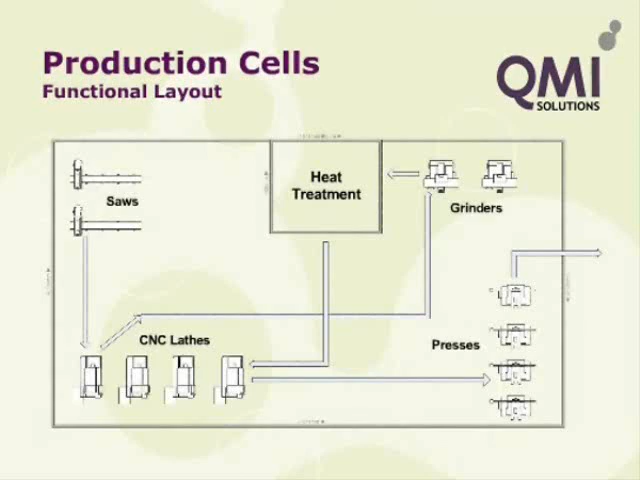 Production Cells
Functional Layout
QMI
SOLUTIONS
Heat
Treatment
Saws
Grinders
CNC Lathes
Presses